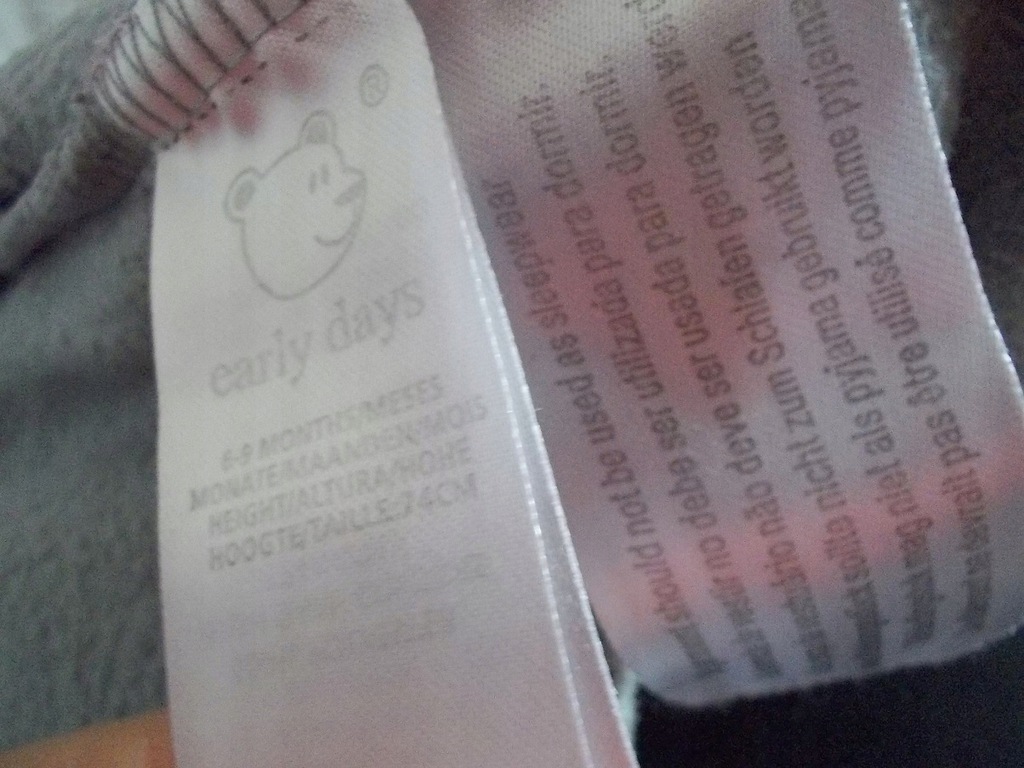 ®
early days
6-9 MONTHS/MESES
MONATE/MAANDEN/MOIS
HEIGHT/ALTURA/HÖHE
HOOGTE/TAILLE:74CM
should not be used as sleepwear.
no debe ser utilizada para dormir.
não deve ser usada para dormir.
sollte nicht zum Schlafen getragen word
mag niet als pyjama gebruikt worden
pas être utilisé comme pyjama